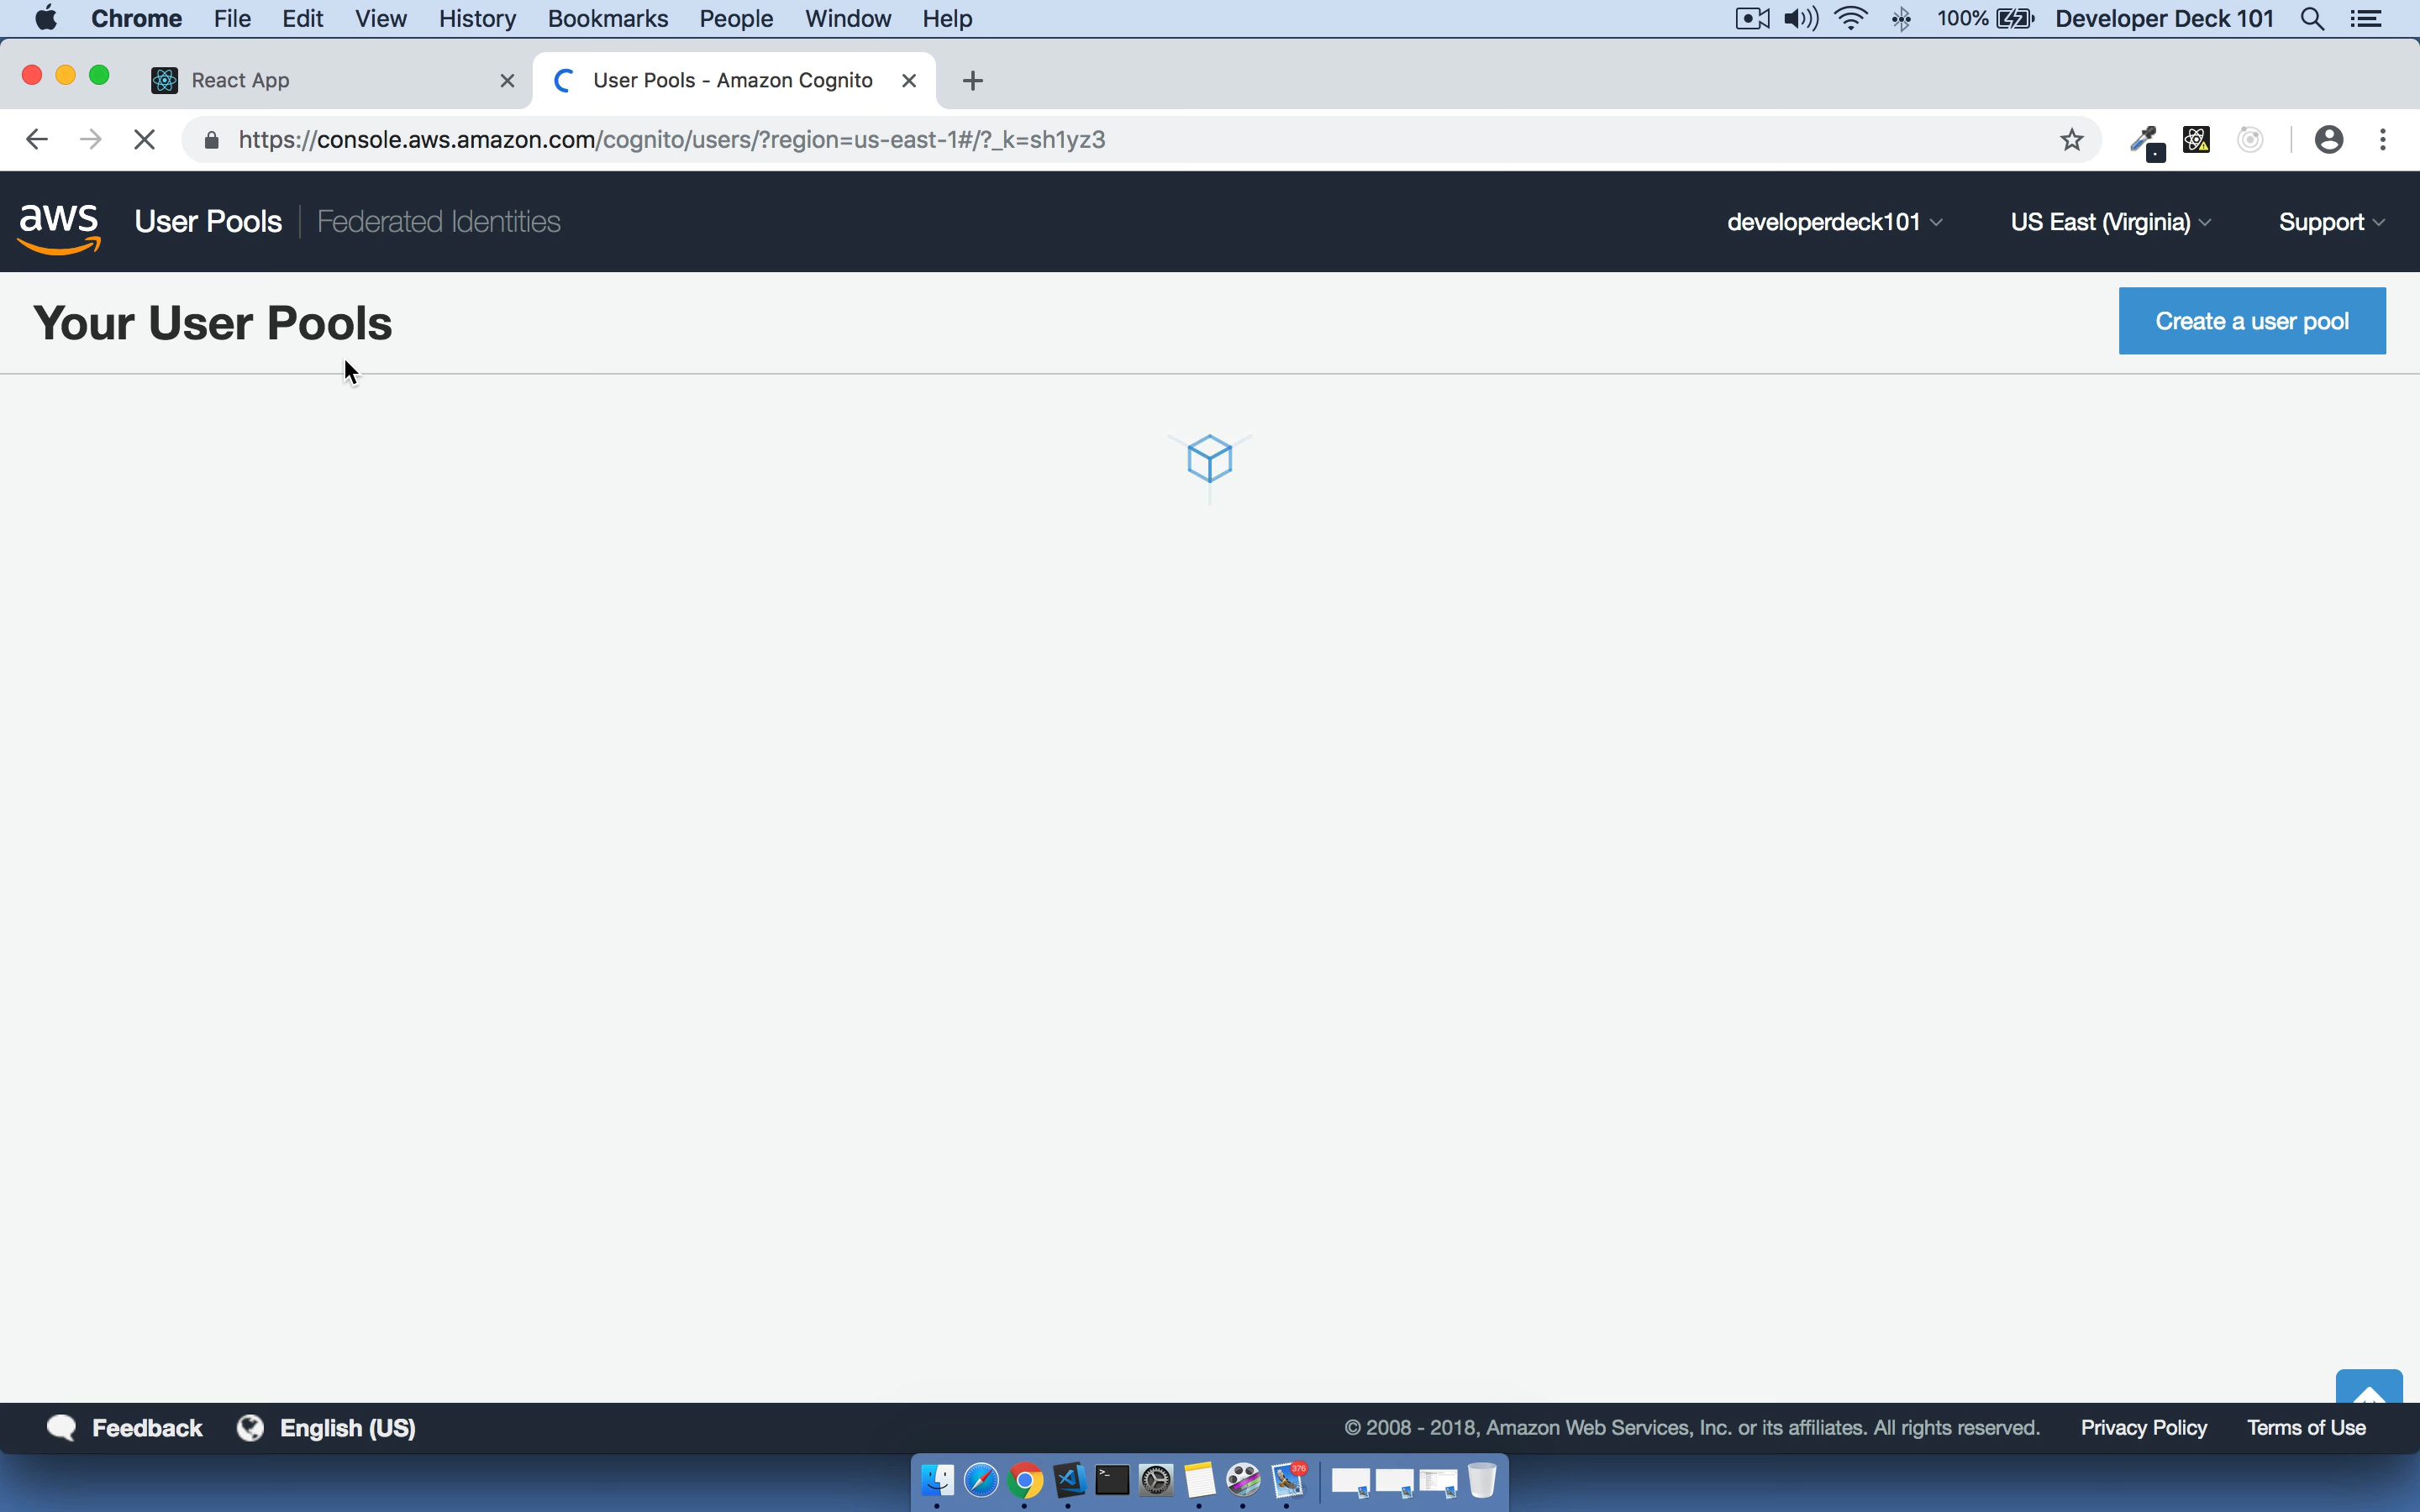 Chrome File Edit View History Bookmarks People Window Help 100% Developer Deck 101
React App User Pools - Amazon Cognito
https://console.aws.amazon.com/cognito/users/?region=us-east-1#/?_k=sh1yz3
aws User Pools Federated Identities developerdeck101 US East (Virginia) Support
Your User Pools Create a user pool
Feedback English (US) © 2008 - 2018, Amazon Web Services, Inc. or its affiliates. All rights reserved. Privacy Policy Terms of Use
376